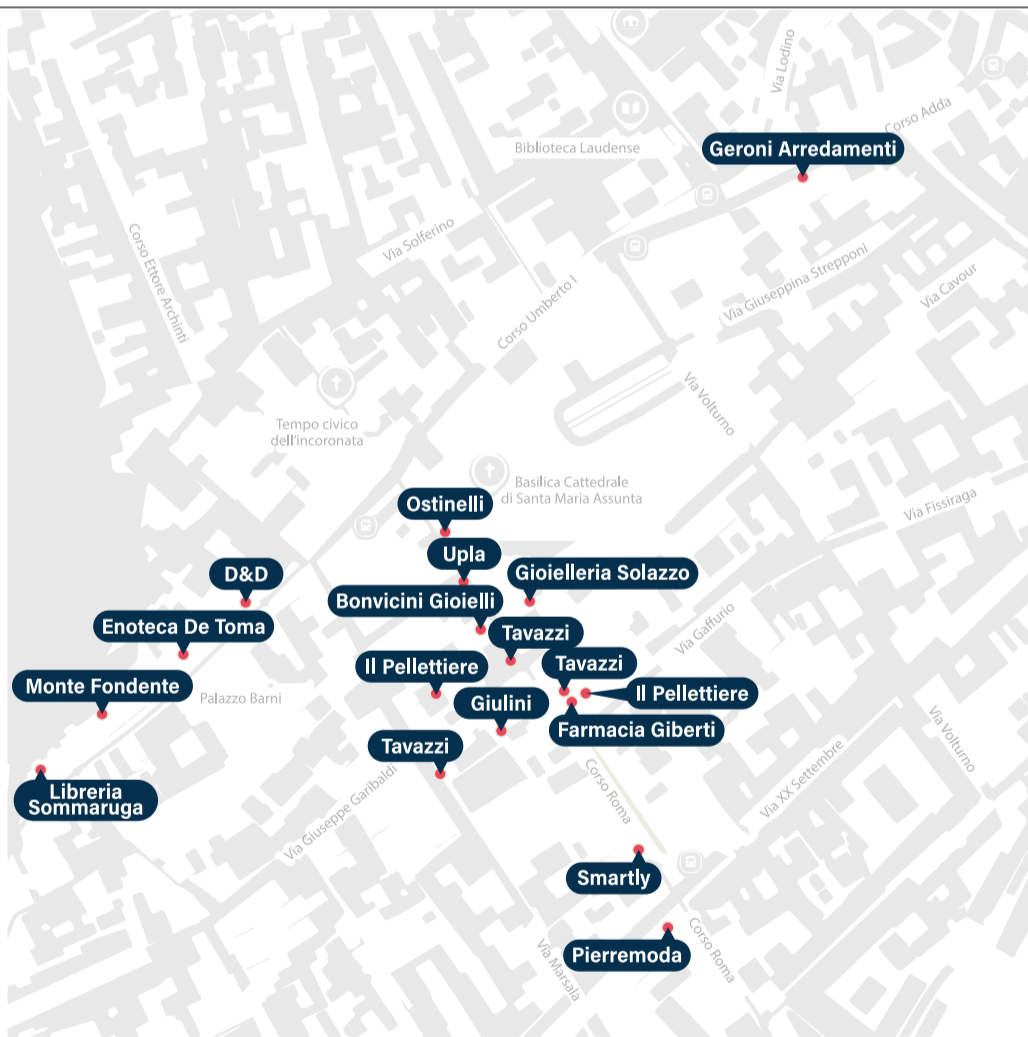 Via Lodino
Corso Adda
Geroni Arredamenti
Biblioteca Laudense
Via Solferino
Corso Ettore Archinti
Via Giuseppina Strepponi
Via Cavour
Corso Umberto I
Via Volturno
Tempo civico
dell'incoronata
Basilica Cattedrale
di Santa Maria Assunta
Via Fissiraga
Ostinelli
Upla
D&D
Gioielleria Solazzo
Bonvicini Gioielli
Enoteca De Toma
Tavazzi
Via Gaffurio
Il Pellettiere
Tavazzi
Monte Fondente
Palazzo Barni
Il Pellettiere
Giulini
Farmacia Giberti
Via Volturno
Tavazzi
Libreria
Sommaruga
Via Giuseppe Garibaldi
Corso Roma
Via XX Settembre
Smartly
Pierremoda
Corso Roma
Via Marsala